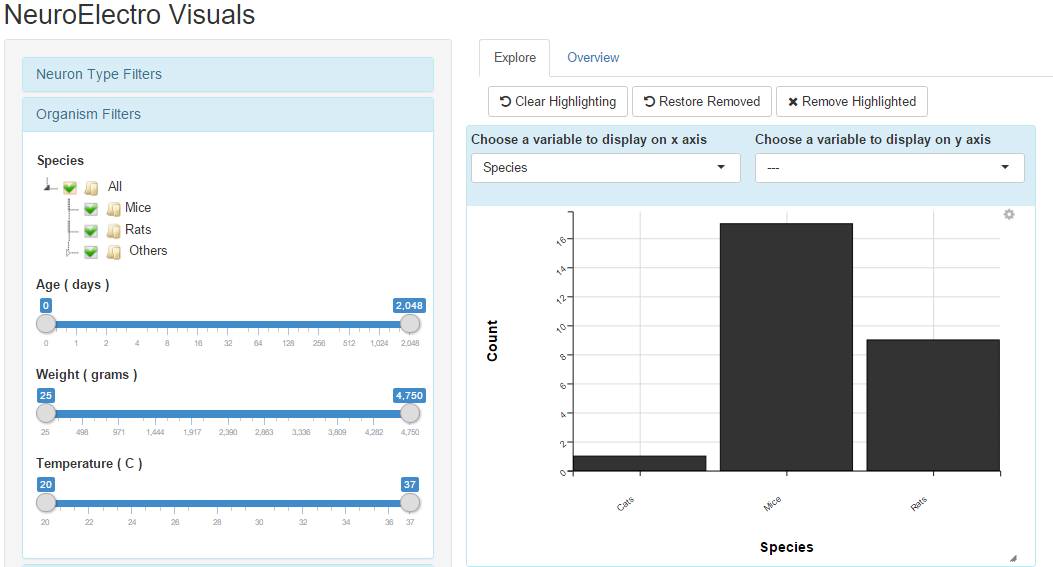 NeuroElectro Visuals
Neuron Type Filters
Organism Filters
Species
All
Mice
Rats
Others
Age ( days )
0 2,048
0 1 2 4 8 16 32 64 128 256 512 1,024 2,048
Weight ( grams )
25 4,750
25 498 971 1,444 1,917 2,390 2,863 3,336 3,809 4,282 4,750
Temperature ( C )
20 37
20 22 24 26 28 30 32 34 36 37
Explore Overview
Clear Highlighting Restore Removed Remove Highlighted
Choose a variable to display on x axis Choose a variable to display on y axis
Species ---
16
14
12
10
8
6
4
2
0
Count
Cats Mice Rats
Species